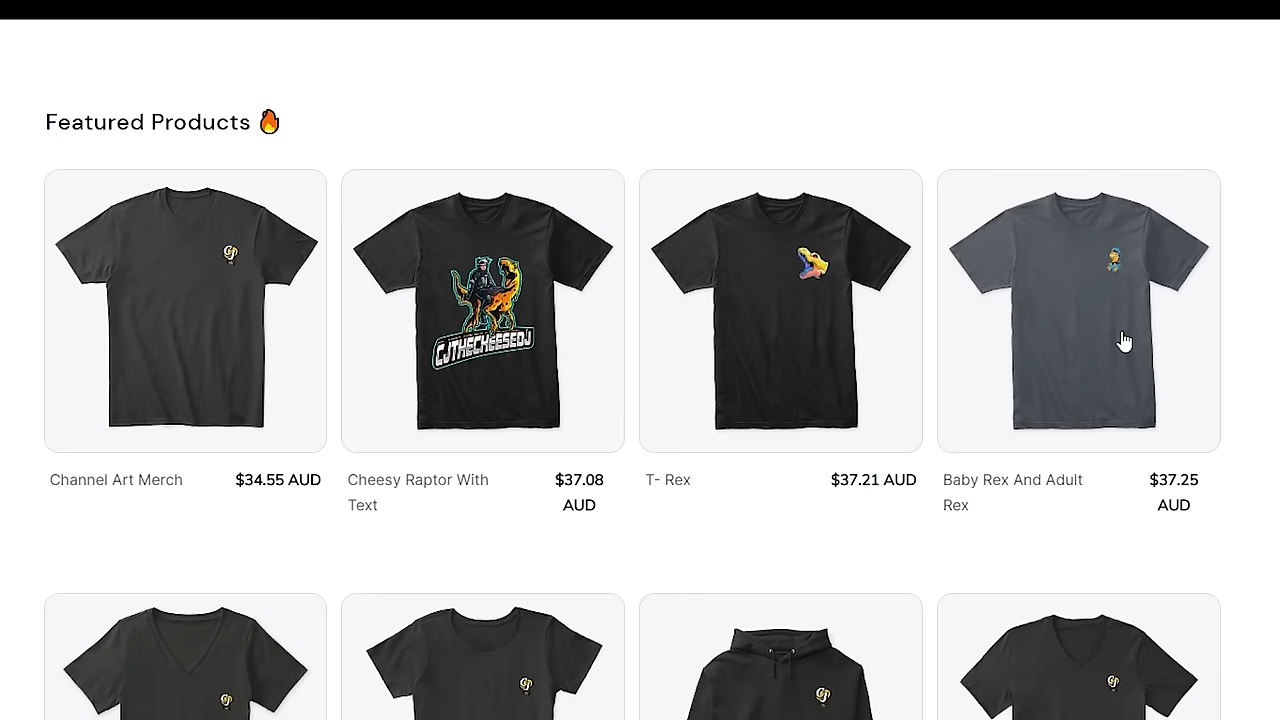 Featured Products 🔥
CJTHECHEESEDJ
Channel Art Merch $34.55 AUD
Cheesy Raptor With Text $37.08 AUD
T- Rex $37.21 AUD
Baby Rex And Adult Rex $37.25 AUD